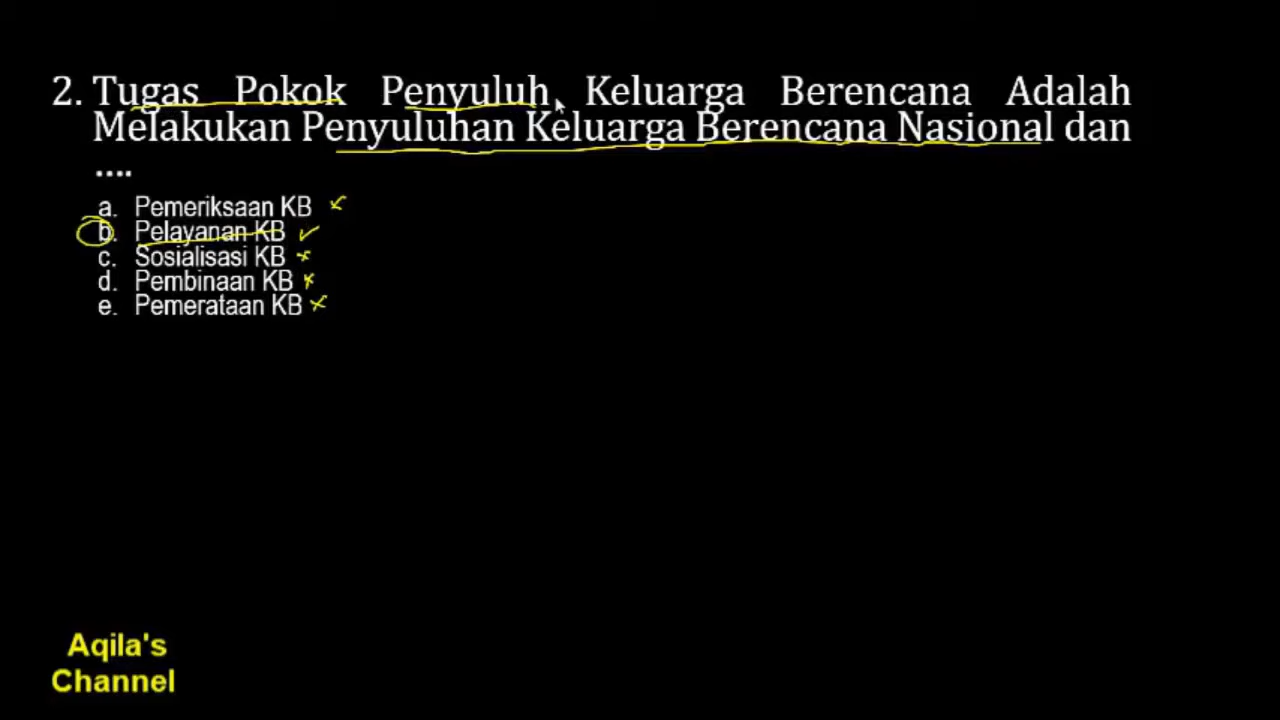 2. Tugas Pokok Penyuluh Keluarga Berencana Adalah
Melakukan Penyuluhan Keluarga Berencana Nasional dan
....
a. Pemeriksaan KB
b. Pelayanan KB
c. Sosialisasi KB
d. Pembinaan KB
e. Pemerataan KB
Aqila's
Channel